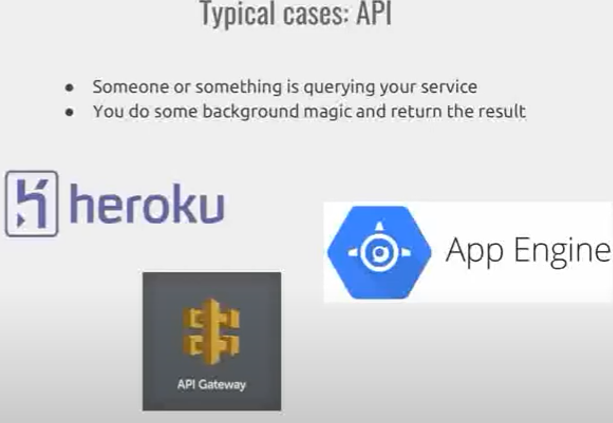 Typical cases: API
● Someone or something is querying your service
● You do some background magic and return the result
heroku
App Engine
API Gateway